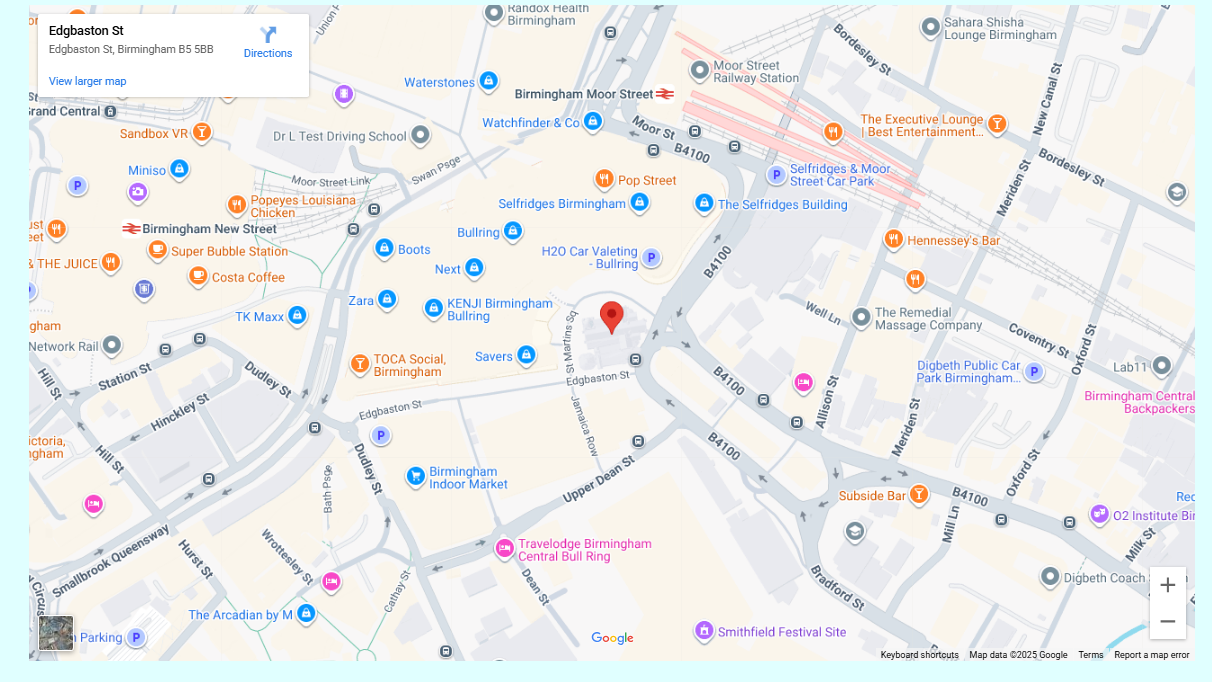 Edgbaston St
Edgbaston St, Birmingham B5 5BB
Directions
View larger map
Randox Health
Birmingham
Union P
Sahara Shisha
Lounge Birmingham
Bordesley St
New Canal St
Waterstones
Moor Street
Railway Station
Birmingham Moor Street
Grand Central
Sandbox VR
Dr L Test Driving School
Watchfinder & Co
Moor St
B4100
The Executive Lounge
| Best Entertainment...
Bordesley St
Meriden St
Miniso
Swan Psge
Moor Street Link
Pop Street
P
P
Selfridges & Moor
Street Car Park
Popeyes Louisiana
Chicken
Selfridges Birmingham
The Selfridges Building
Birmingham New Street
Bullring
Super Bubble Station
Boots
H2O Car Valeting
- Bullring
P
B4100
Hennessey's Bar
& THE JUICE
Costa Coffee
Next
Zara
KENJI Birmingham
Bullring
TK Maxx
St Martins Sq
Well Ln
The Remedial
Massage Company
Coventry St
Oxford St
Network Rail
Station St
Dudley St
TOCA Social,
Birmingham
Savers
Edgbaston St
B4100
Digbeth Public Car
Park Birmingham...
P
Lab11
Hill St
Hinckley St
Edgbaston St
Jamaica Row
Allison St
Meriden St
Birmingham Central
Backpackers
P
B4100
Hill St
Dudley St
Bath Psge
Birmingham
Indoor Market
Upper Dean St
Oxford St
Subside Bar
B4100
Mill Ln
O2 Institute Bir
Milk St
Smallbrook Queensway
Hurst St
Wrottesley St
Travelodge Birmingham
Central Bull Ring
Dean St
Cathay St
Bradford St
Digbeth Coach S
The Arcadian by M
Parking
P
Google
Smithfield Festival Site
Keyboard shortcuts
Map data ©2025 Google
Terms
Report a map error